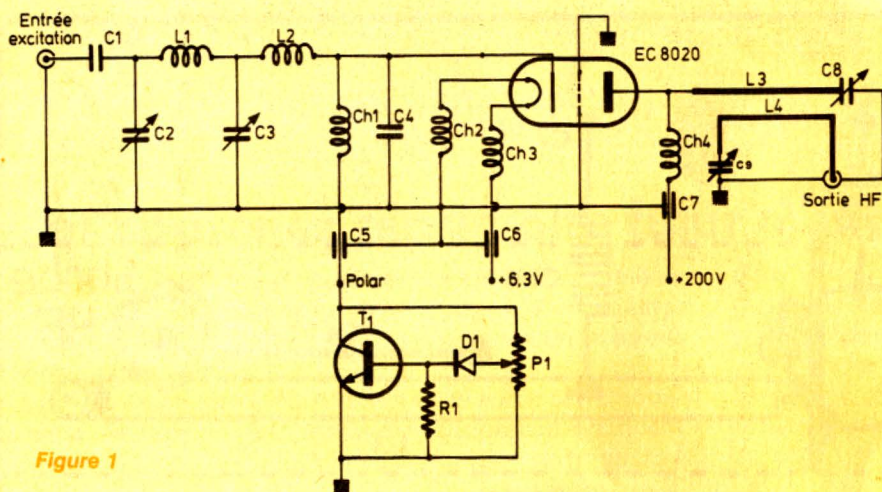 Entrée
excitation
C1
L1
L2
EC 8020
L3
C8
C2
C3
Ch1
C4
Ch2
Ch3
Ch4
L4
C9
Sortie HF
C5
C6
C7
Polar
+6,3V
+200V
T1
D1
P1
R1
Figure 1